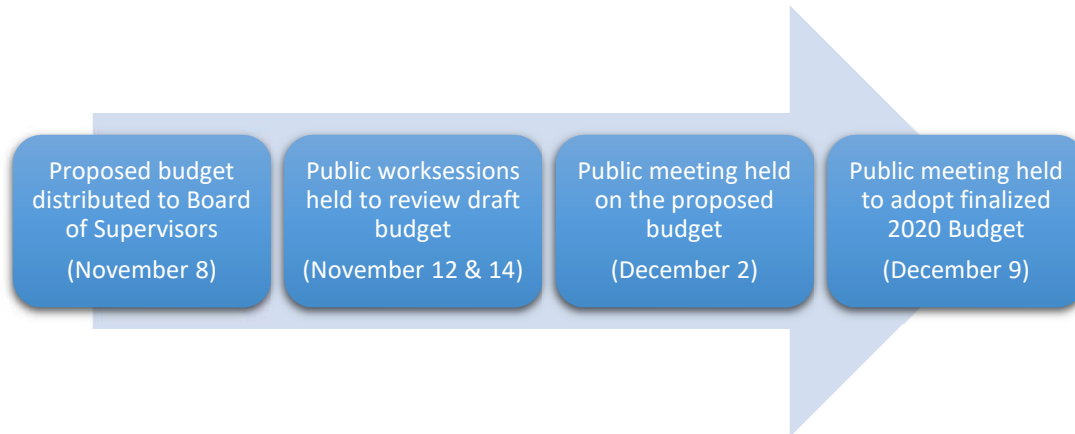 Proposed budget
distributed to Board
of Supervisors
(November 8)
Public worksessions
held to review draft
budget
(November 12 & 14)
Public meeting held
on the proposed
budget
(December 2)
Public meeting held
to adopt finalized
2020 Budget
(December 9)